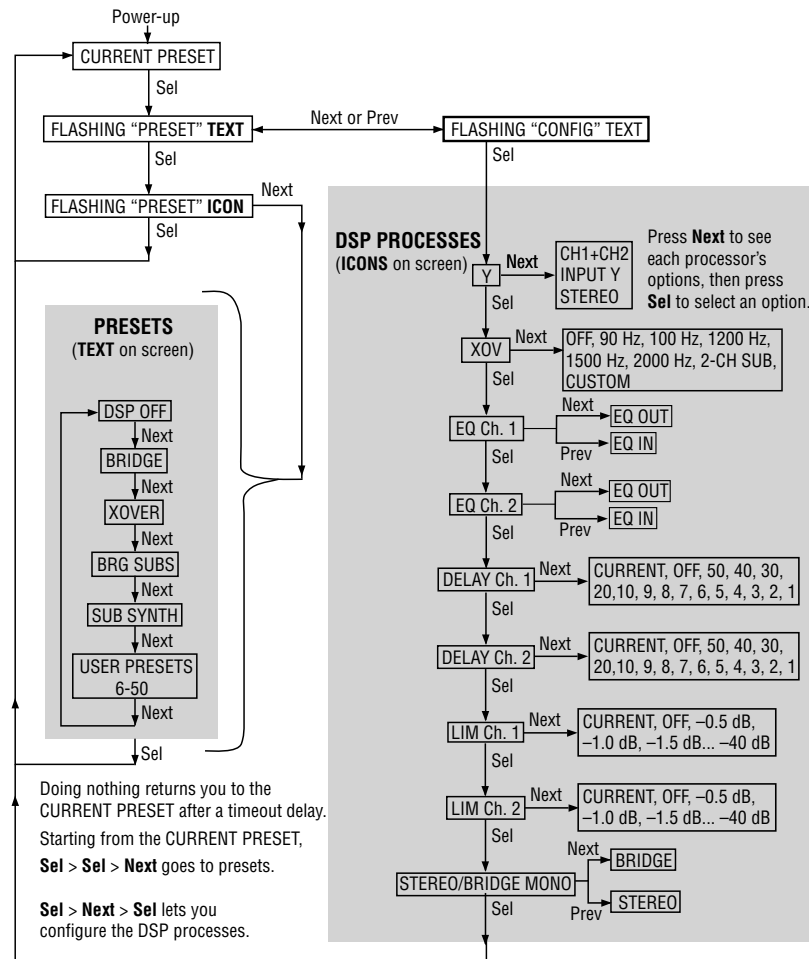 Power-up
CURRENT PRESET
Sel
FLASHING “PRESET” TEXT
Next or Prev
FLASHING “CONFIG” TEXT
Sel
Sel
FLASHING “PRESET” ICON
Next
Sel
PRESETS
(TEXT on screen)
DSP OFF
Next
BRIDGE
Next
XOVER
Next
BRG SUBS
Next
SUB SYNTH
Next
USER PRESETS
6-50
Next
Sel
Doing nothing returns you to the
CURRENT PRESET after a timeout delay.
Starting from the CURRENT PRESET,
Sel > Sel > Next goes to presets.
Sel > Next > Sel lets you
configure the DSP processes.
DSP PROCESSES
(ICONS on screen)
Press Next to see
each processor's
options, then press
Sel to select an option.
Y
Next
CH1+CH2
INPUT Y
STEREO
Sel
XOV
Next
OFF, 90 Hz, 100 Hz, 1200 Hz,
1500 Hz, 2000 Hz, 2-CH SUB,
CUSTOM
Sel
EQ Ch. 1
Next
EQ OUT
Prev
EQ IN
Sel
EQ Ch. 2
Next
EQ OUT
Prev
EQ IN
Sel
DELAY Ch. 1
Next
CURRENT, OFF, 50, 40, 30,
20,10, 9, 8, 7, 6, 5, 4, 3, 2, 1
Sel
DELAY Ch. 2
Next
CURRENT, OFF, 50, 40, 30,
20,10, 9, 8, 7, 6, 5, 4, 3, 2, 1
Sel
LIM Ch. 1
Next
CURRENT, OFF, –0.5 dB,
–1.0 dB, –1.5 dB... –40 dB
Sel
LIM Ch. 2
Next
CURRENT, OFF, –0.5 dB,
–1.0 dB, –1.5 dB... –40 dB
Sel
STEREO/BRIDGE MONO
Next
BRIDGE
Prev
STEREO
Sel